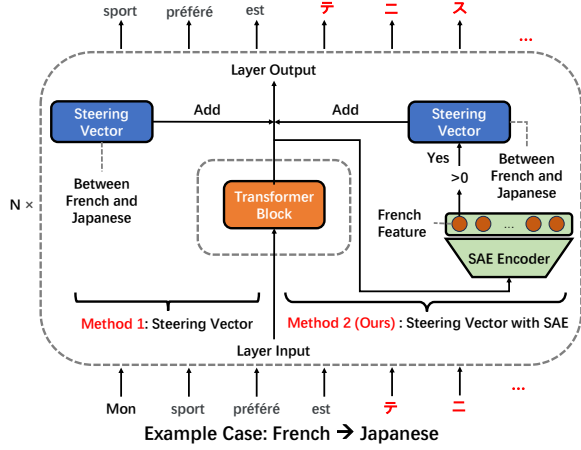 sport préféré est テ ニ ス ...
Layer Output
Steering
Vector
Add
Add
Steering
Vector
Between
French and
Japanese
Yes
>0
Between
French and
Japanese
N ×
Transformer
Block
French
Feature
...
SAE Encoder
Method 1: Steering Vector
Method 2 (Ours) : Steering Vector with SAE
Layer Input
Mon sport préféré est テ ニ ...
Example Case: French → Japanese